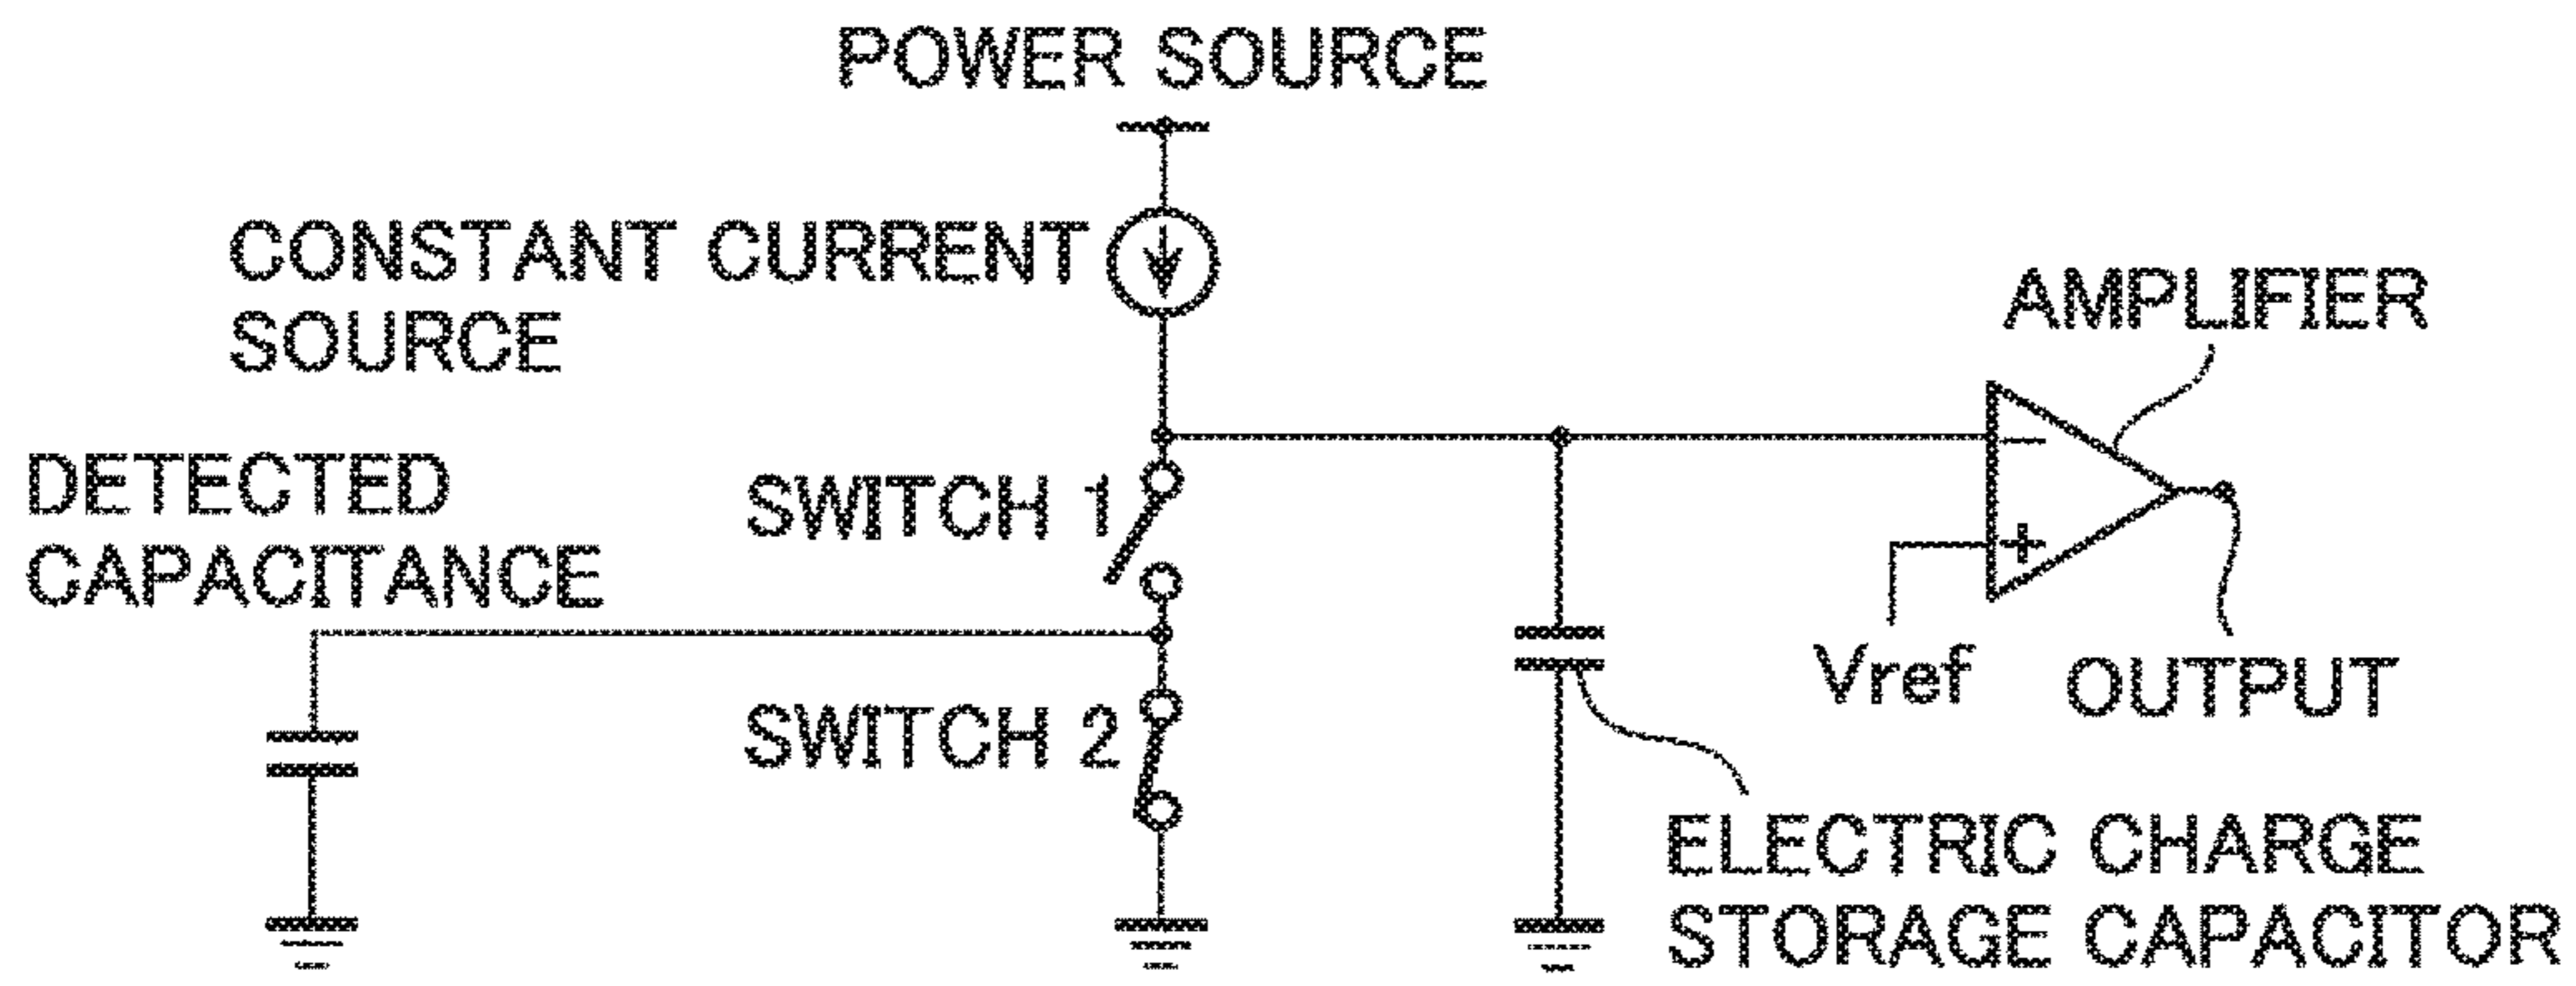 POWER SOURCE
CONSTANT CURRENT
SOURCE
AMPLIFIER
DETECTED
CAPACITANCE
SWITCH 1
−
+
Vref
OUTPUT
SWITCH 2
ELECTRIC CHARGE
STORAGE CAPACITOR